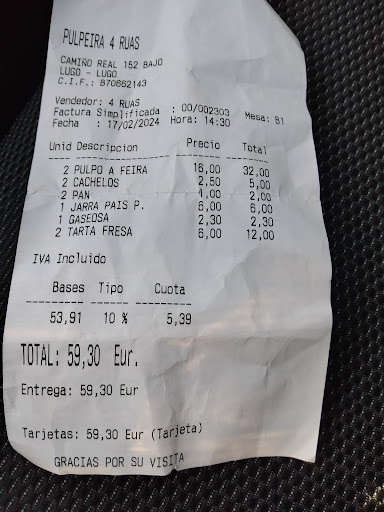 PULPEIRA 4 RUAS
CAMIÑO REAL 152 BAJO
LUGO - LUGO
C.I.F.: B70662143
Vendedor: 4 RUAS
Factura Simplificada : 00/002303 Mesa: B1
Fecha : 17/02/2024 Hora: 14:30
Unid Descripcion Precio Total
2 PULPO A FEIRA 16,00 32,00
2 CACHELOS 2,50 5,00
2 PAN 1,00 2,00
1 JARRA PAIS P. 6,00 6,00
1 GASEOSA 2,30 2,30
2 TARTA FRESA 6,00 12,00
IVA Incluido
Bases Tipo Cuota
53,91 10 % 5,39
TOTAL: 59,30 Eur.
Entrega: 59,30 Eur
Tarjetas: 59,30 Eur (Tarjeta)
GRACIAS POR SU VISITA